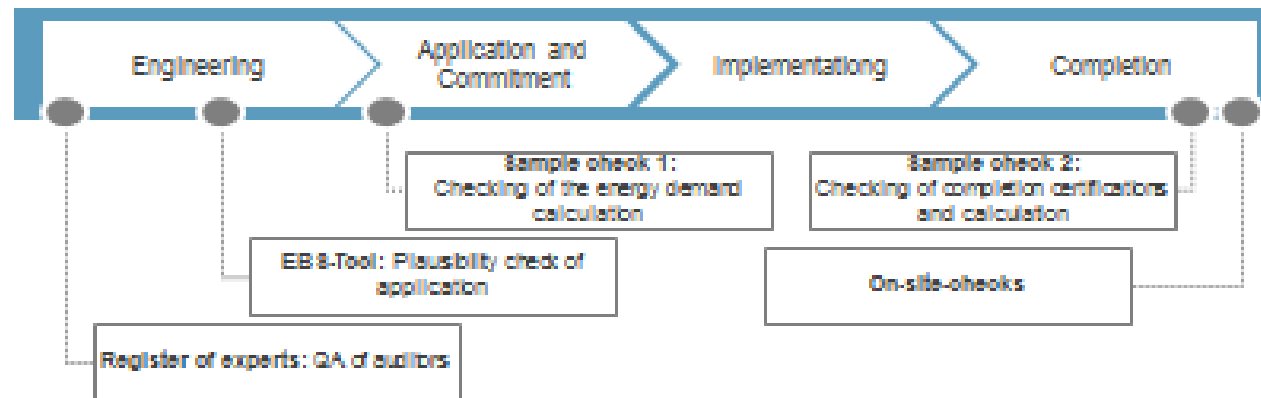 Engineering
Application and
Commitment
Implementationg
Completion
Sample check 1:
Checking of the energy demand
calculation
Sample check 2:
Checking of completion certifications
and calculation
EBS-Tool: Plausibility check of
application
On-site-checks
Register of experts: QA of auditors